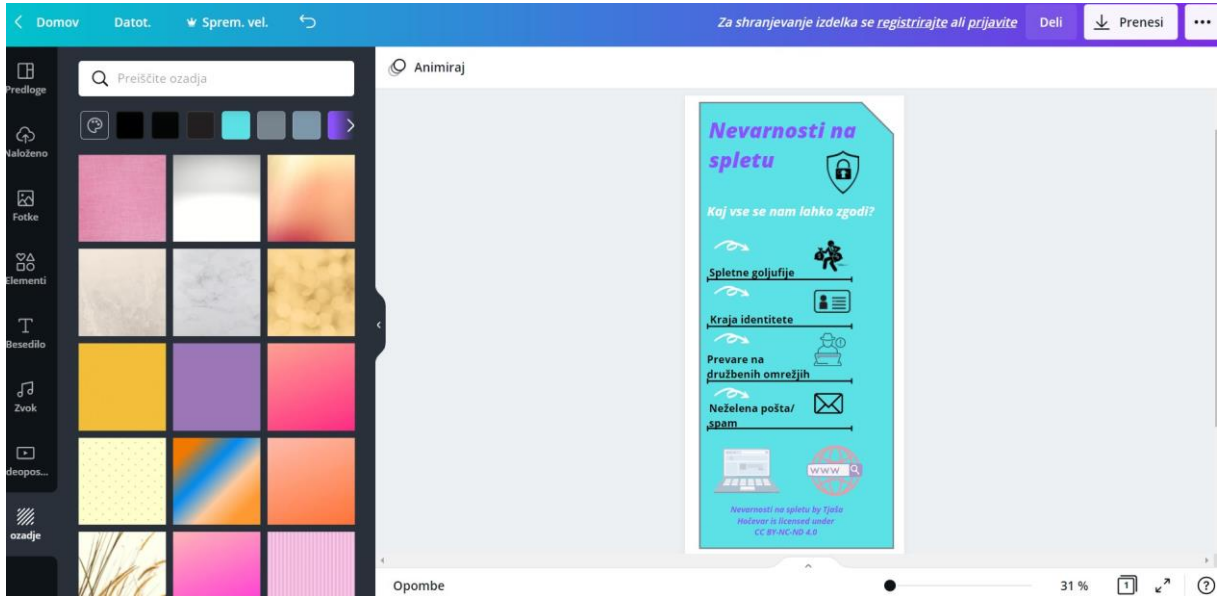 Domov Datot. Sprem. vel. Za shranjevanje izdelka se registrirajte ali prijavite Deli Prenesi
Predloge
Naloženo
Fotke
Elementi
Besedilo
Zvok
deopos...
ozadje
Preiščite ozadja
Animiraj
Nevarnosti na
spletu
Kaj vse se nam lahko zgodi?
Spletne goljufije
Kraja identitete
Prevare na
družbenih omrežjih
Neželena pošta/
spam
WWW
Nevarnosti na spletu by Tjaša
Hočevar is licensed under
CC BY-NC-ND 4.0
Opombe 31 % 1 ?